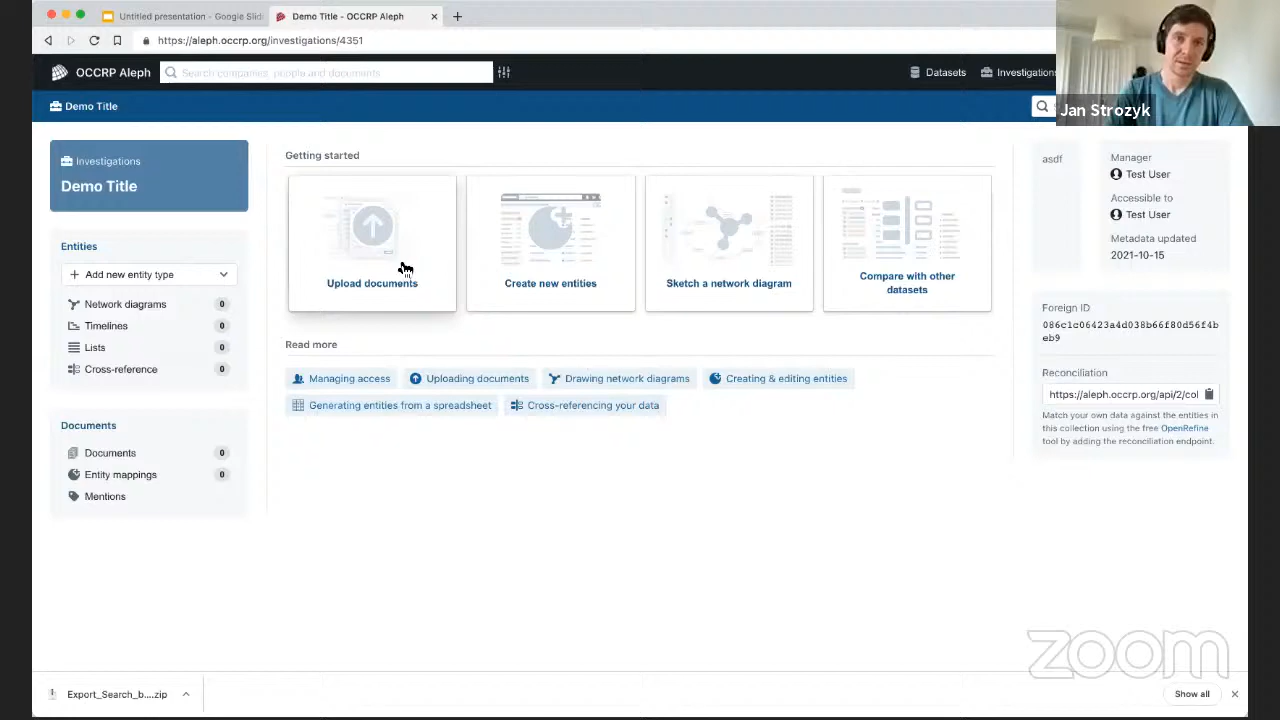 Untitled presentation - Google Slid
Demo Title - OCCRP Aleph
https://aleph.occrp.org/investigations/4351
OCCRP Aleph
Search companies, people and documents
Datasets
Investigations
Demo Title
Jan Strozyk
Investigations
Demo Title
Entities
Add new entity type
Network diagrams 0
Timelines 0
Lists 0
Cross-reference 0
Documents
Documents 0
Entity mappings 0
Mentions
Getting started
Upload documents
Create new entities
Sketch a network diagram
Compare with other
datasets
Read more
Managing access
Uploading documents
Drawing network diagrams
Creating & editing entities
Generating entities from a spreadsheet
Cross-referencing your data
asdf
Manager
Test User
Accessible to
Test User
Metadata updated
2021-10-15
Foreign ID
086c1c06423a4d038b66f80d56f4b
eb9
Reconciliation
https://aleph.occrp.org/api/2/col
Match your own data against the entities in
this collection using the free OpenRefine
tool by adding the reconciliation endpoint.
zoom
Export_Search_b....zip
Show all